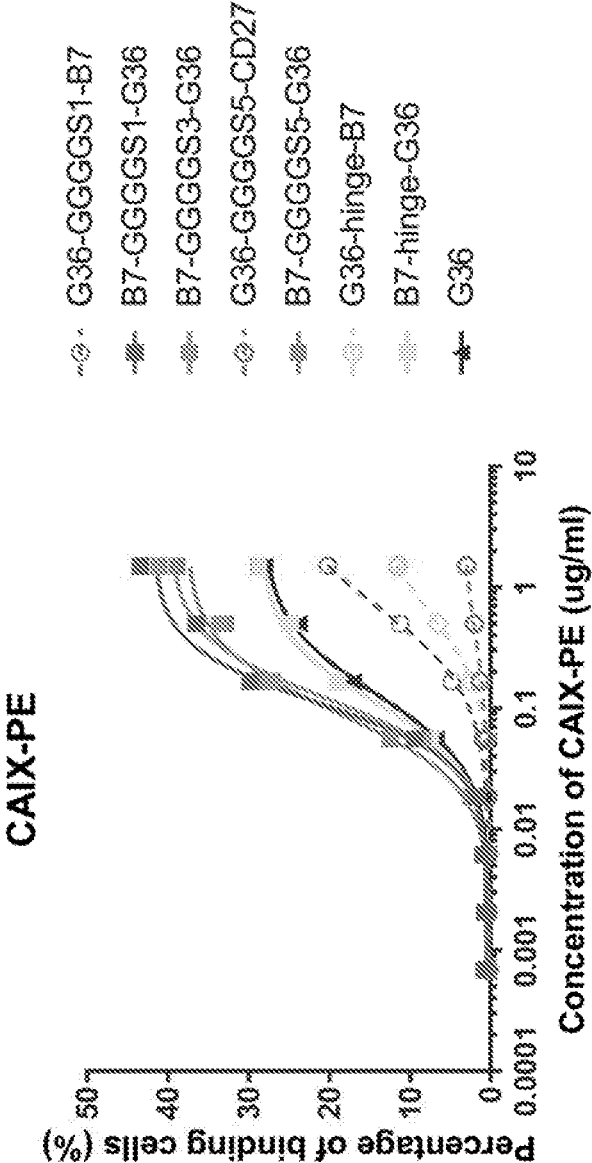 CAIX-PE
Percentage of binding cells (%)
50
40
30
20
10
0
0.0001
0.001
0.01
0.1
1
10
Concentration of CAIX-PE (ug/ml)
G36-GGGGS1-B7
B7-GGGGS1-G36
B7-GGGGS3-G36
G36-GGGGS5-CD27
B7-GGGGS5-G36
G36-hinge-B7
B7-hinge-G36
G36